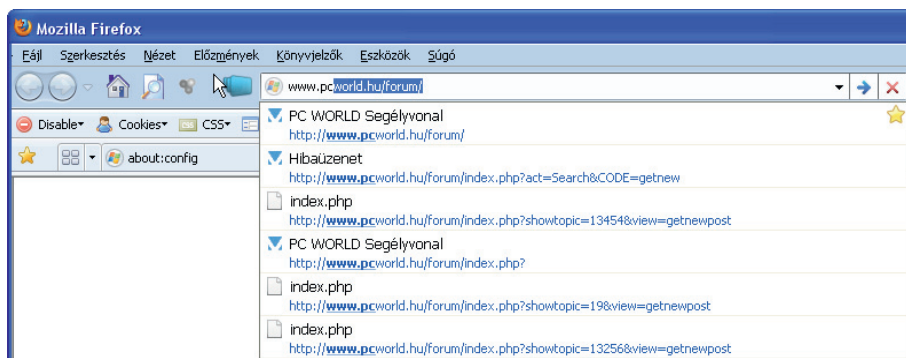 Mozilla Firefox
Fájl Szerkesztés Nézet Előzmények Könyvjelzők Eszközök Súgó
www.pcworld.hu/forum/
Disable Cookies CSS
about:config
PC WORLD Segélyvonal
http://www.pcworld.hu/forum/
Hibaüzenet
http://www.pcworld.hu/forum/index.php?act=Search&CODE=getnew
index.php
http://www.pcworld.hu/forum/index.php?showtopic=13454&view=getnewpost
PC WORLD Segélyvonal
http://www.pcworld.hu/forum/index.php?
index.php
http://www.pcworld.hu/forum/index.php?showtopic=19&view=getnewpost
index.php
http://www.pcworld.hu/forum/index.php?showtopic=13256&view=getnewpost